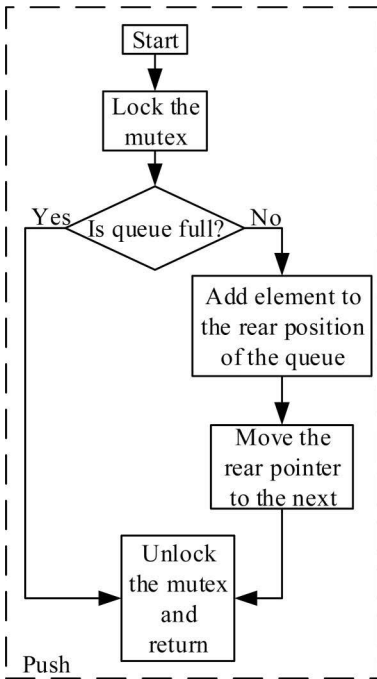 Start
Lock the
mutex
Yes
Is queue full?
No
Add element to
the rear position
of the queue
Move the
rear pointer
to the next
Unlock
the mutex
and
return
Push